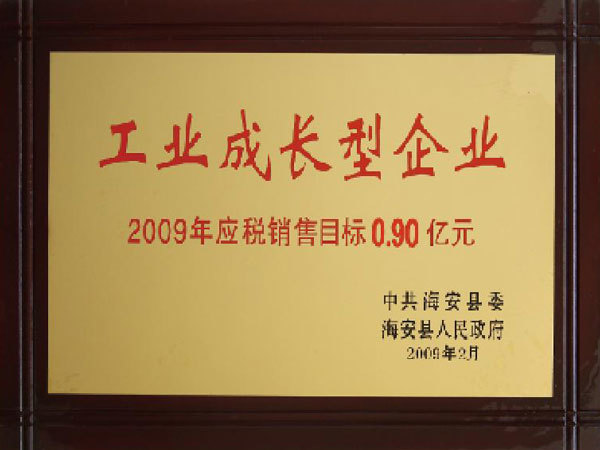 工业成长型企业
2009年应税销售目标0.90亿元
中共海安县委
海安县人民政府
2009年2月